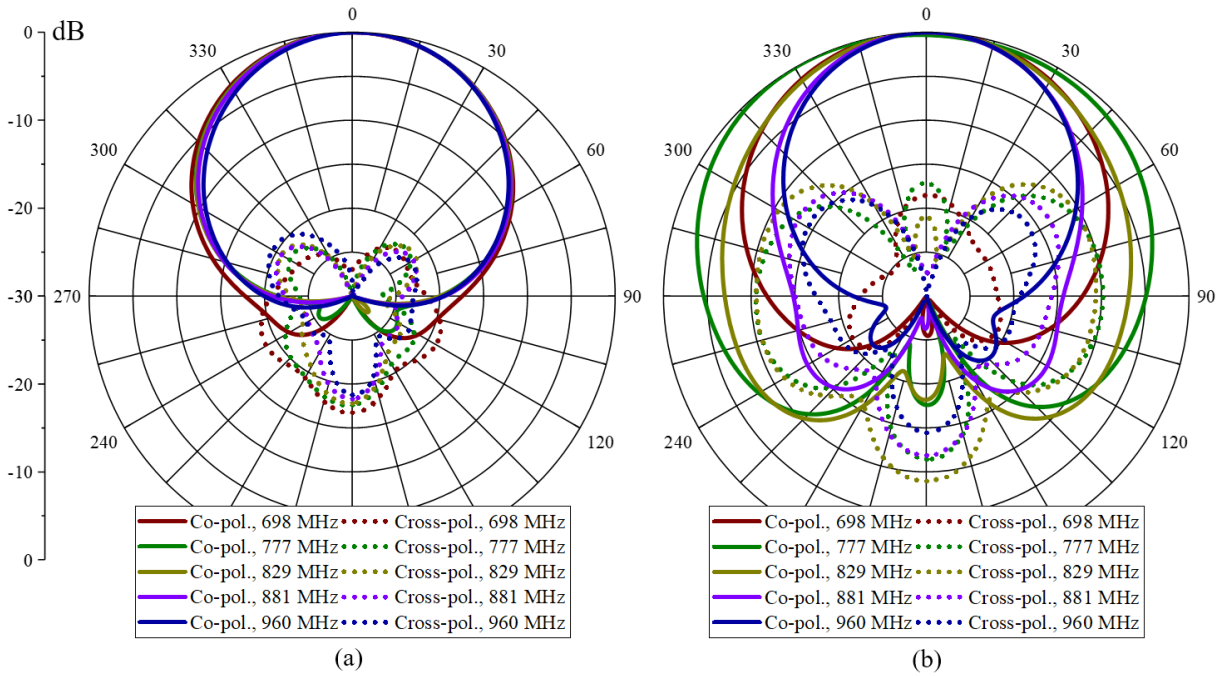 dB
0
-10
-20
-30
-20
-10
0
0
30
60
90
120
240
270
300
330
Co-pol., 698 MHz Cross-pol., 698 MHz
Co-pol., 777 MHz Cross-pol., 777 MHz
Co-pol., 829 MHz Cross-pol., 829 MHz
Co-pol., 881 MHz Cross-pol., 881 MHz
Co-pol., 960 MHz Cross-pol., 960 MHz
(a)
0
30
60
90
120
240
270
300
330
Co-pol., 698 MHz Cross-pol., 698 MHz
Co-pol., 777 MHz Cross-pol., 777 MHz
Co-pol., 829 MHz Cross-pol., 829 MHz
Co-pol., 881 MHz Cross-pol., 881 MHz
Co-pol., 960 MHz Cross-pol., 960 MHz
(b)